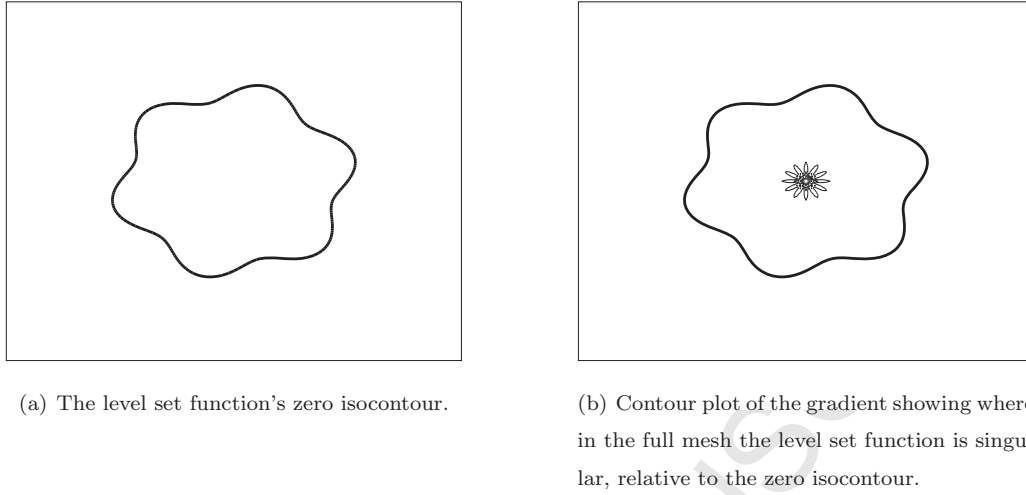 (a) The level set function's zero isocontour.
(b) Contour plot of the gradient showing where
in the full mesh the level set function is singu-
lar, relative to the zero isocontour.